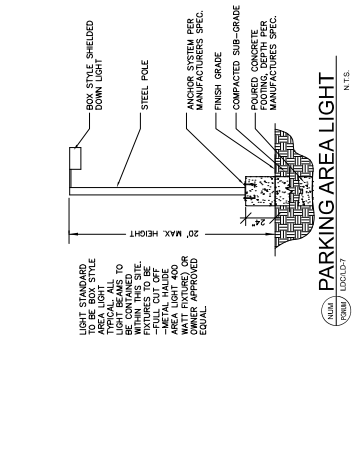 BOX STYLE SHIELDED
DOWN LIGHT
STEEL POLE
ANCHOR SYSTEM PER
MANUFACTURERS SPEC.
FINISH GRADE
COMPACTED SUB-GRADE
POURED CONCRETE
FOOTING, DEPTH PER
MANUFACTURES SPEC.
20' MAX. HEIGHT
24"
LIGHT STANDARD
TO BE BOX STYLE
AREA LIGHT
TYPICAL. ALL
LIGHT BEAMS TO
BE CONTAINED
WITHIN THIS SITE.
FIXTURES TO BE
-FULL CUT OFF
-METAL HALIDE
AREA LIGHT 400
WATT FIXTURE) OR
OWNER APPROVED
EQUAL
NUM
PGNUM
PARKING AREA LIGHT
LOC:LD-7
N.T.S.